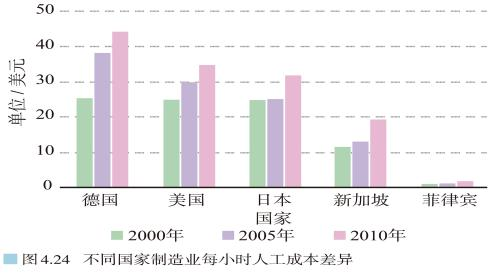 单位/美元
50
40
30
20
10
0
德国 美国 日本 新加坡 菲律宾
国家
2000年 2005年 2010年
图4.24 不同国家制造业每小时人工成本差异